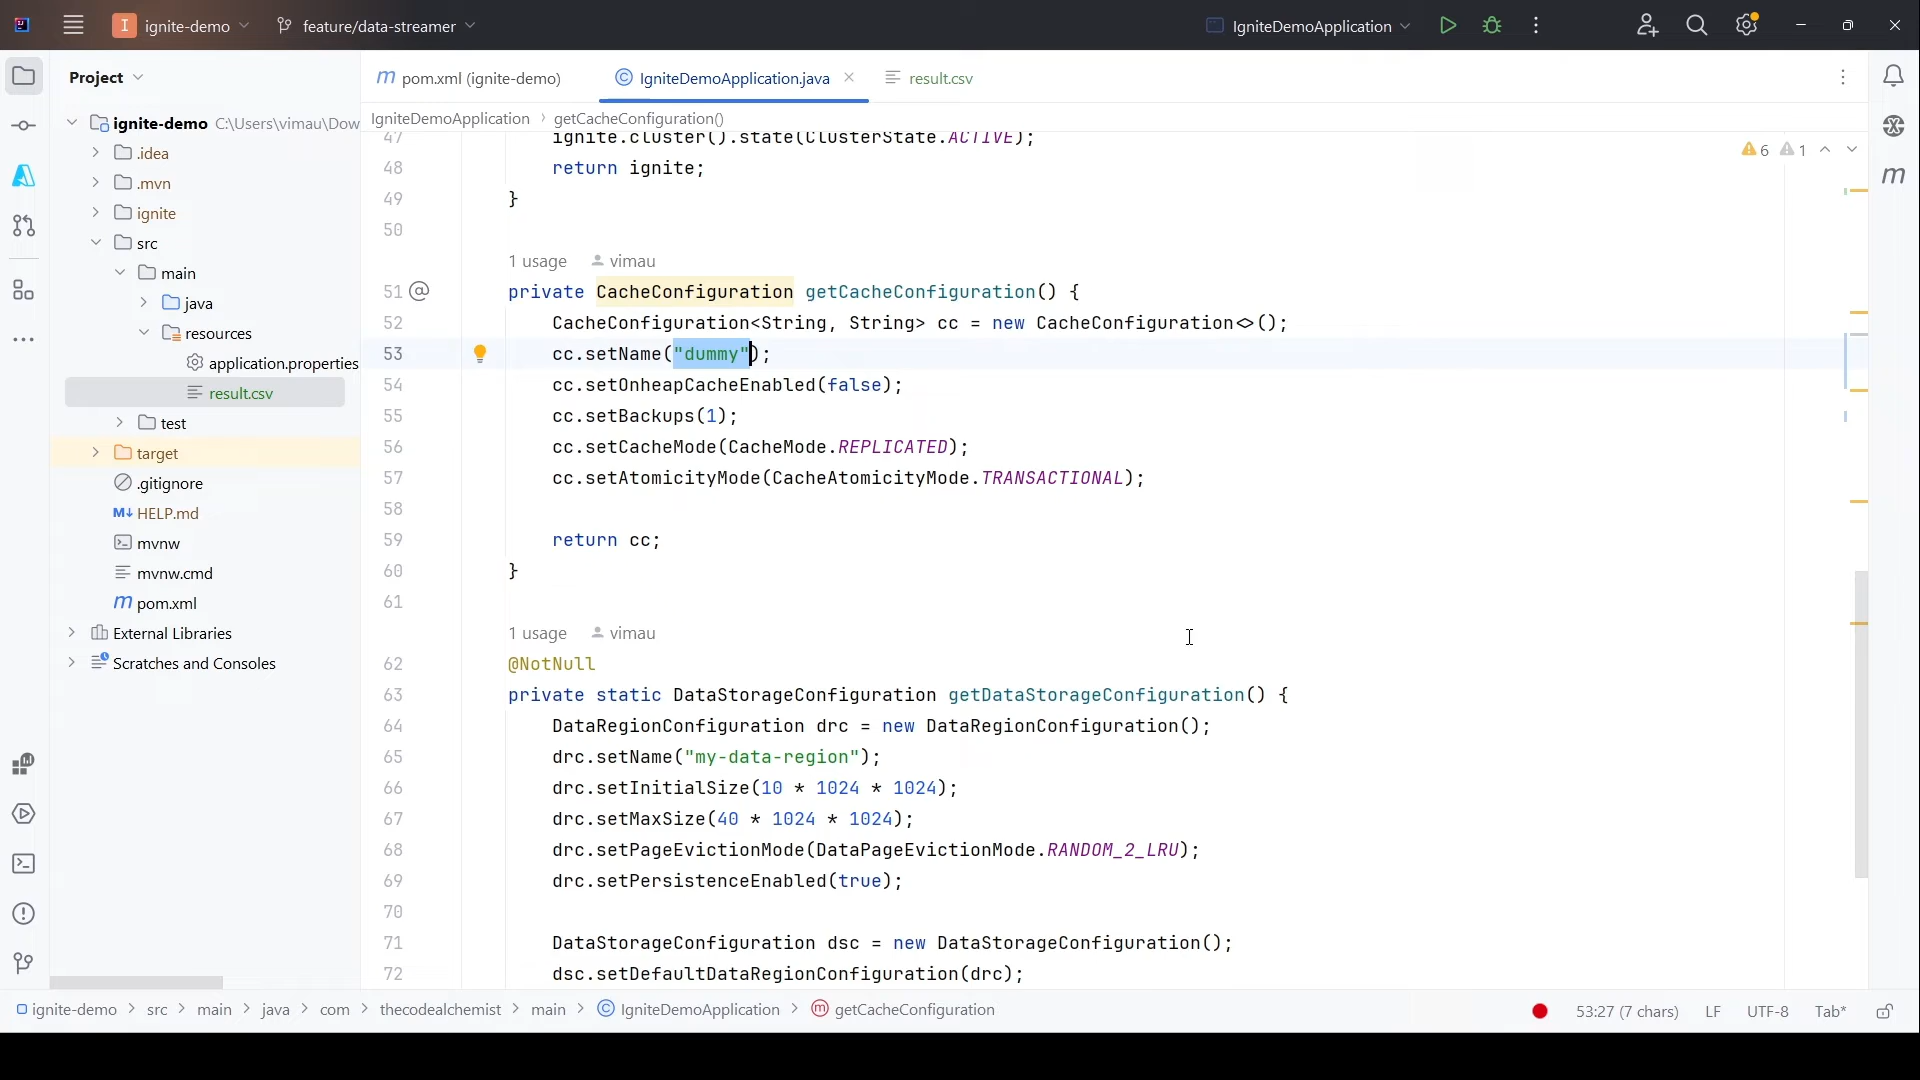 I ignite-demo feature/data-streamer IgniteDemoApplication
Project
ignite-demo C:\Users\vimau\Dow
.idea
.mvn
ignite
src
main
java
resources
application.properties
result.csv
test
target
.gitignore
M↓ HELP.md
mvnw
mvnw.cmd
m pom.xml
External Libraries
Scratches and Consoles
m pom.xml (ignite-demo) © IgniteDemoApplication.java result.csv
IgniteDemoApplication › getCacheConfiguration()
6 1
m
47 ignite.cluster().state(ClusterState.ACTIVE);
48 return ignite;
49 }
50
1 usage vimau
51 @ private CacheConfiguration getCacheConfiguration() {
52 CacheConfiguration<String, String> cc = new CacheConfiguration<>();
53 cc.setName("dummy");
54 cc.setOnheapCacheEnabled(false);
55 cc.setBackups(1);
56 cc.setCacheMode(CacheMode.REPLICATED);
57 cc.setAtomicityMode(CacheAtomicityMode.TRANSACTIONAL);
58
59 return cc;
60 }
61
1 usage vimau
62 @NotNull
63 private static DataStorageConfiguration getDataStorageConfiguration() {
64 DataRegionConfiguration drc = new DataRegionConfiguration();
65 drc.setName("my-data-region");
66 drc.setInitialSize(10 * 1024 * 1024);
67 drc.setMaxSize(40 * 1024 * 1024);
68 drc.setPageEvictionMode(DataPageEvictionMode.RANDOM_2_LRU);
69 drc.setPersistenceEnabled(true);
70
71 DataStorageConfiguration dsc = new DataStorageConfiguration();
72 dsc.setDefaultDataRegionConfiguration(drc);
ignite-demo › src › main › java › com › thecodealchemist › main › © IgniteDemoApplication › m getCacheConfiguration 53:27 (7 chars) LF UTF-8 Tab*